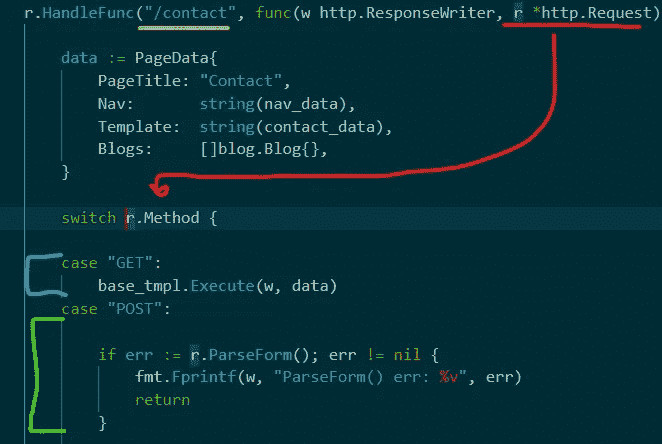 r.HandleFunc("/contact", func(w http.ResponseWriter, r *http.Request)
data := PageData{
PageTitle: "Contact",
Nav:       string(nav_data),
Template:  string(contact_data),
Blogs:     []blog.Blog{},
}
switch r.Method {
case "GET":
base_tmpl.Execute(w, data)
case "POST":
if err := r.ParseForm(); err != nil {
fmt.Fprintf(w, "ParseForm() err: %v", err)
return
}